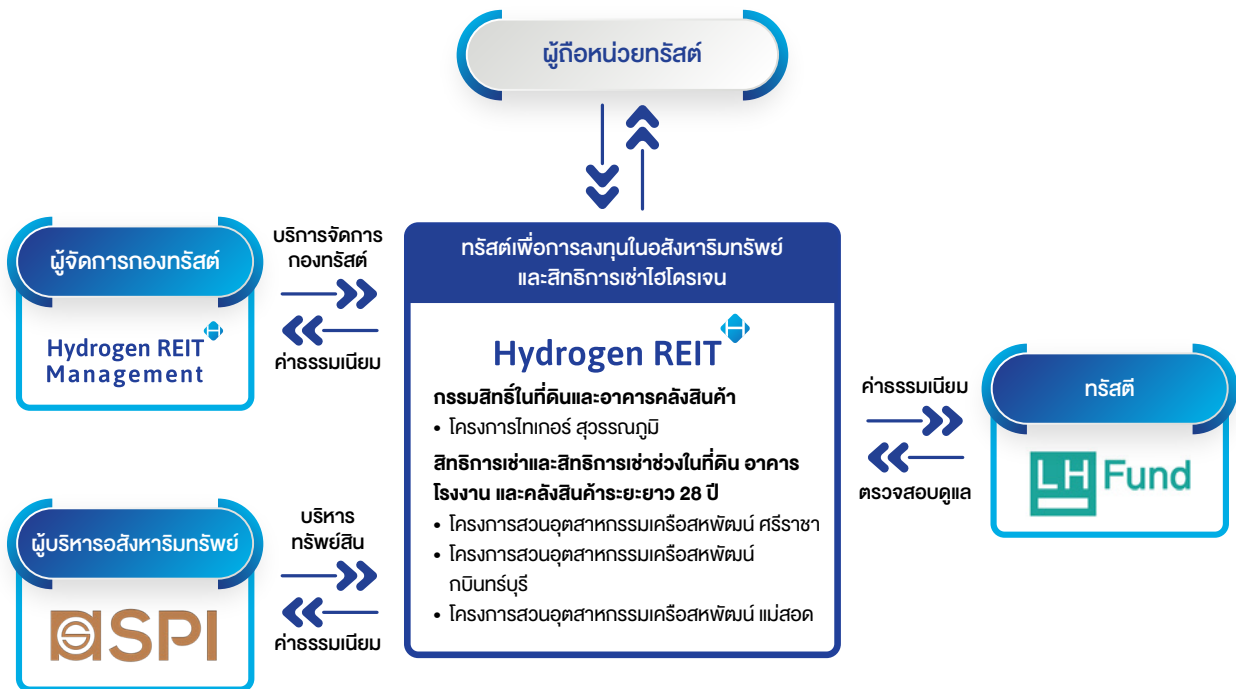 ผู้ถือหน่วยทรัสต์
ผู้จัดการกองทรัสต์
Hydrogen REIT
Management
บริการจัดการ
กองทรัสต์
ค่าธรรมเนียม
ทรัสต์เพื่อการลงทุนในอสังหาริมทรัพย์
และสิทธิการเช่าไฮโดรเจน
Hydrogen REIT
กรรมสิทธิ์ในที่ดินและอาคารคลังสินค้า
• โครงการไทเกอร์ สุวรรณภูมิ
สิทธิการเช่าและสิทธิการเช่าช่วงในที่ดิน อาคาร
โรงงาน และคลังสินค้าระยะยาว 28 ปี
• โครงการสวนอุตสาหกรรมเครือสหพัฒน์ ศรีราชา
• โครงการสวนอุตสาหกรรมเครือสหพัฒน์
กบินทร์บุรี
• โครงการสวนอุตสาหกรรมเครือสหพัฒน์ แม่สอด
ค่าธรรมเนียม
ตรวจสอบดูแล
ทรัสตี
LH Fund
ผู้บริหารอสังหาริมทรัพย์
SPI
บริหาร
ทรัพย์สิน
ค่าธรรมเนียม